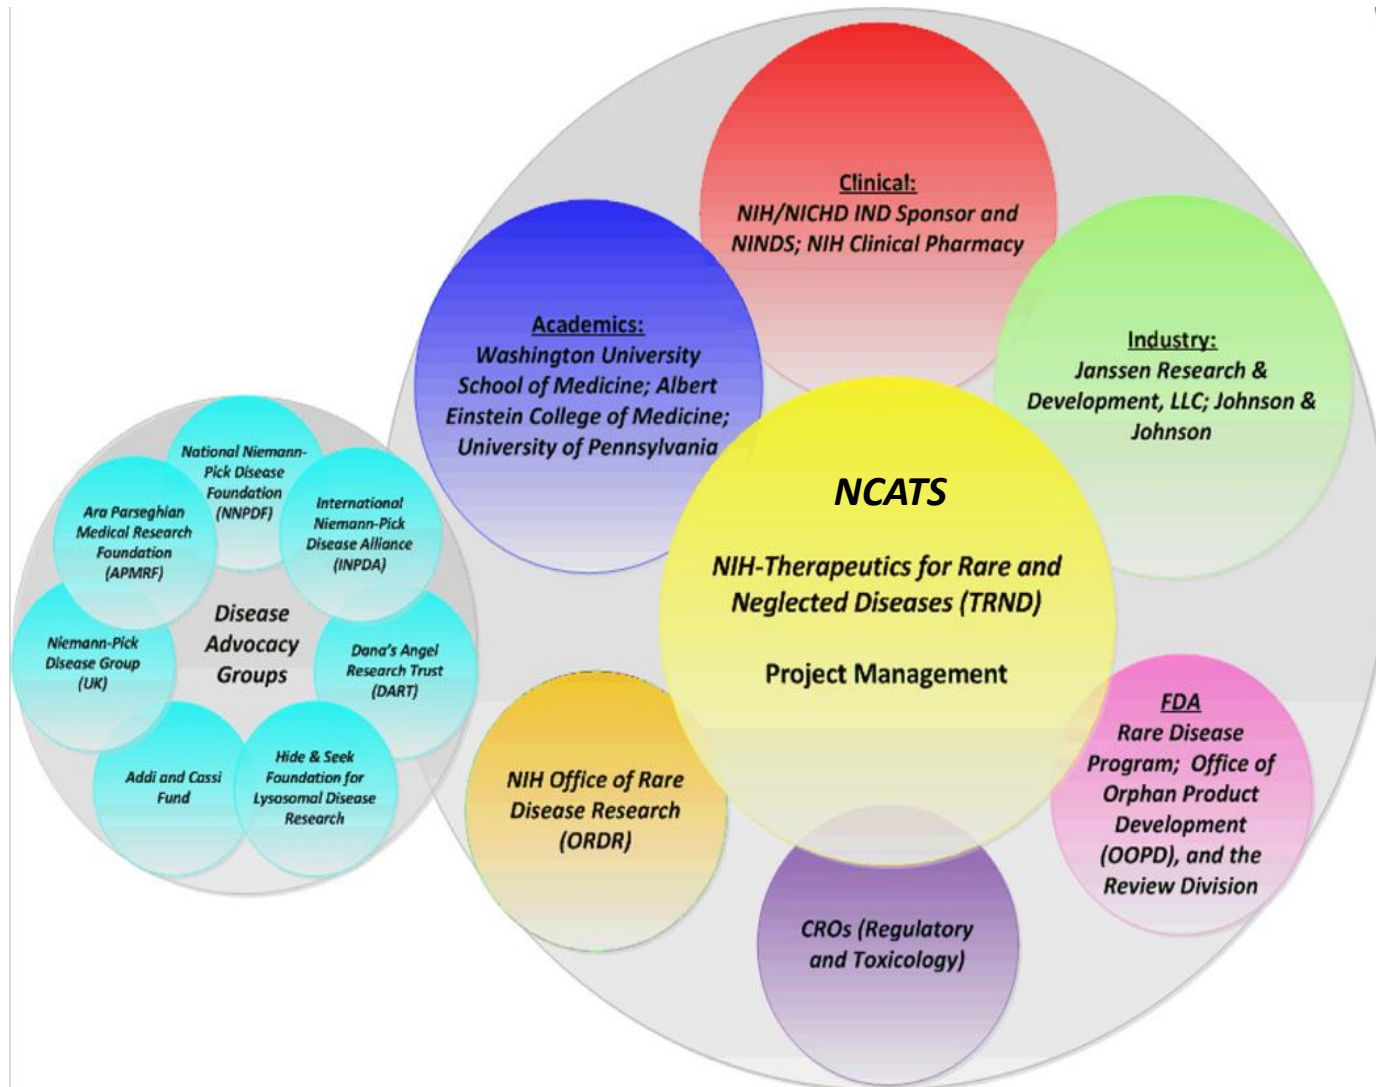 Clinical:
NIH/NICHD IND Sponsor and
NINDS; NIH Clinical Pharmacy
Academics:
Washington University
School of Medicine; Albert
Einstein College of Medicine;
University of Pennsylvania
Industry:
Janssen Research &
Development, LLC; Johnson &
Johnson
NCATS
NIH-Therapeutics for Rare and
Neglected Diseases (TRND)
Project Management
National Niemann-
Pick Disease
Foundation
(NNPDF)
Ara Parseghian
Medical Research
Foundation
(APMRF)
International
Niemann-Pick
Disease Alliance
(INPDA)
Disease
Advocacy
Groups
Niemann-Pick
Disease Group
(UK)
Dana's Angel
Research Trust
(DART)
Addi and Cassi
Fund
Hide & Seek
Foundation for
Lysosomal Disease
Research
NIH Office of Rare
Disease Research
(ORDR)
FDA
Rare Disease
Program; Office of
Orphan Product
Development
(OOPD), and the
Review Division
CROs (Regulatory
and Toxicology)